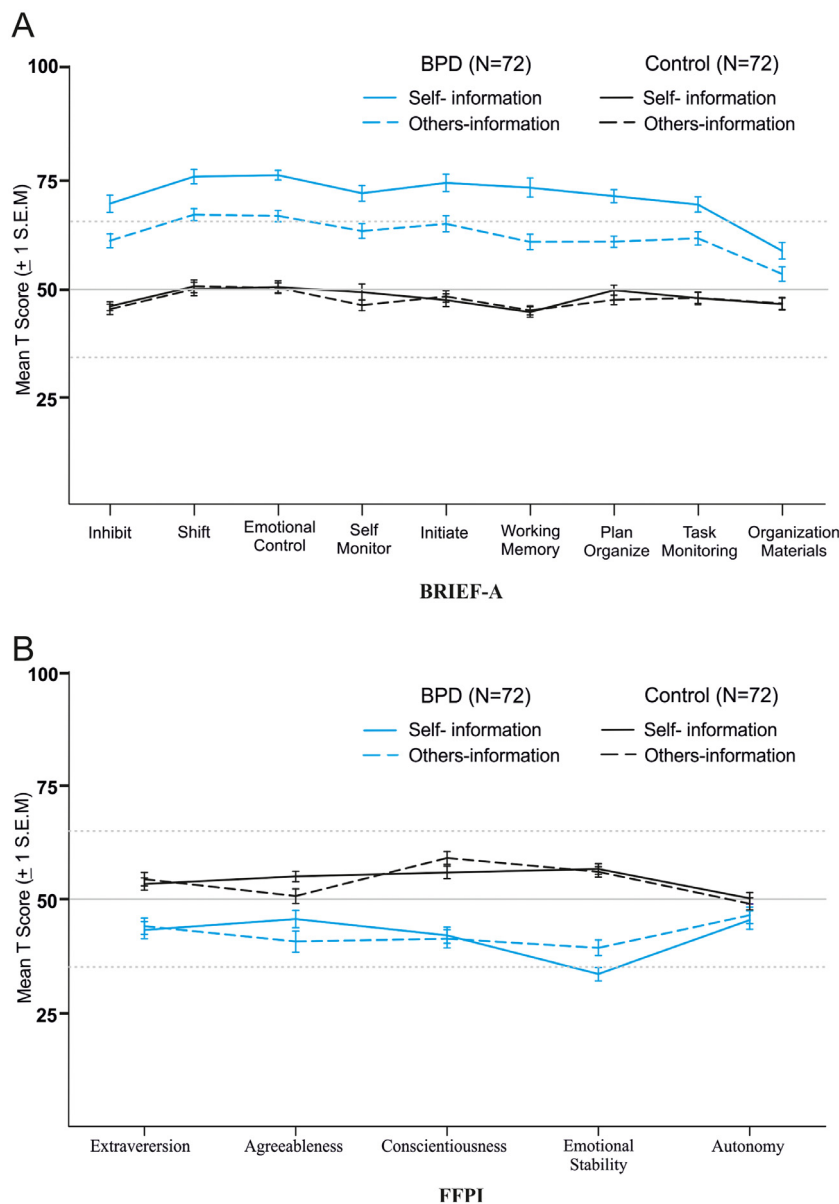 A
100
BPD (N=72) Control (N=72)
Self- information Self- information
Others-information Others-information
75
50
25
Mean T Score (± 1 S.E.M)
Inhibit Shift Emotional Control Self Monitor Initiate Working Memory Plan Organize Task Monitoring Organization Materials
BRIEF-A
B
100
BPD (N=72) Control (N=72)
Self- information Self- information
Others-information Others-information
75
50
25
Mean T Score (± 1 S.E.M)
Extraverersion Agreeableness Conscientiousness Emotional Stability Autonomy
FFPI